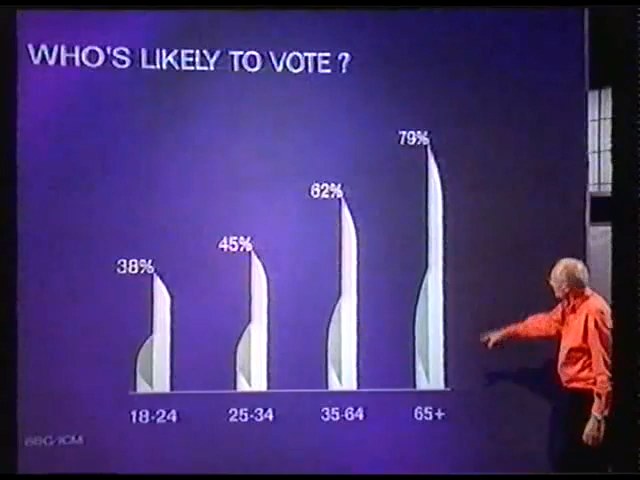 WHO'S LIKELY TO VOTE ?
79%
62%
45%
38%
18-24 25-34 35-64 65+
BBC/ICM